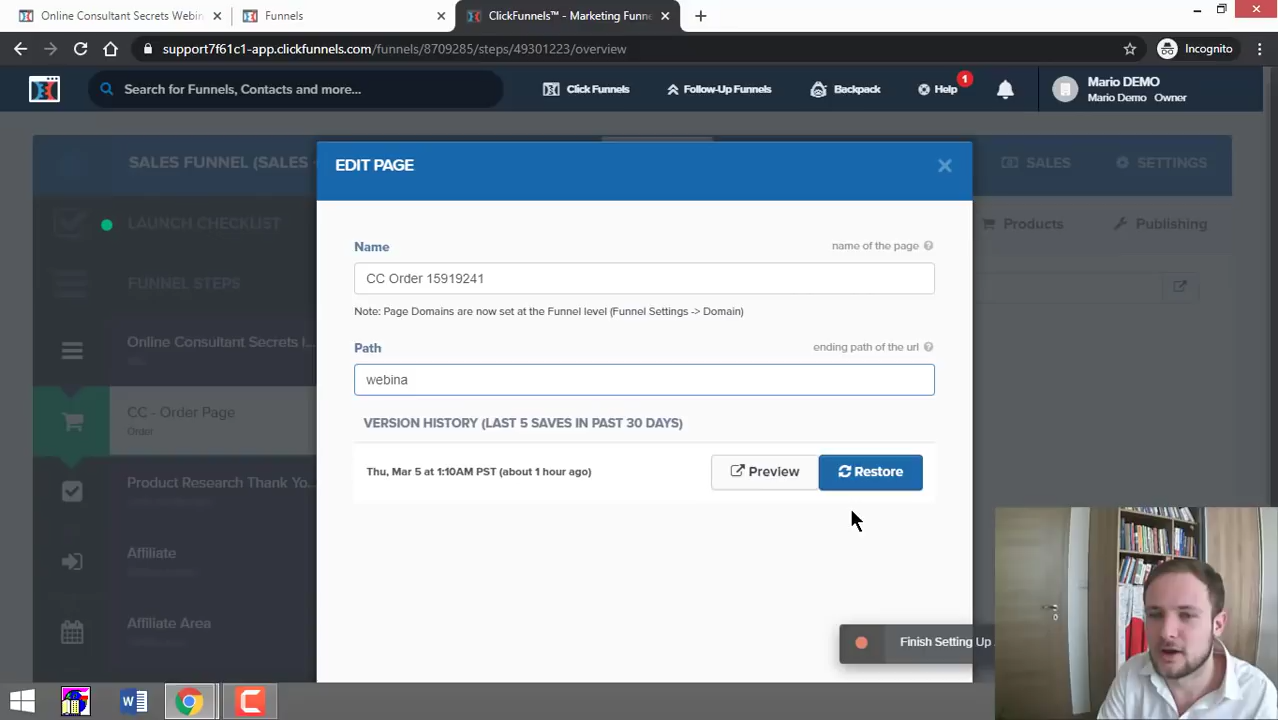 Online Consultant Secrets Webin
Funnels
ClickFunnels™ - Marketing Funne
support7f61c1-app.clickfunnels.com/funnels/8709285/steps/49301223/overview
Incognito
Search for Funnels, Contacts and more...
Click Funnels
Follow-Up Funnels
Backpack
Help
1
Mario DEMO
Mario Demo Owner
SALES FUNNEL (SALES
EDIT PAGE
SALES
SETTINGS
LAUNCH CHECKLIST
Products
Publishing
Name
name of the page
CC Order 15919241
FUNNEL STEPS
Note: Page Domains are now set at the Funnel level (Funnel Settings -> Domain)
Online Consultant Secrets
Path
ending path of the url
webina
CC - Order Page
Order
VERSION HISTORY (LAST 5 SAVES IN PAST 30 DAYS)
Thu, Mar 5 at 1:10AM PST (about 1 hour ago)
Preview
Restore
Product Research Thank Yo...
Affiliate
Affiliate Area
Finish Setting Up